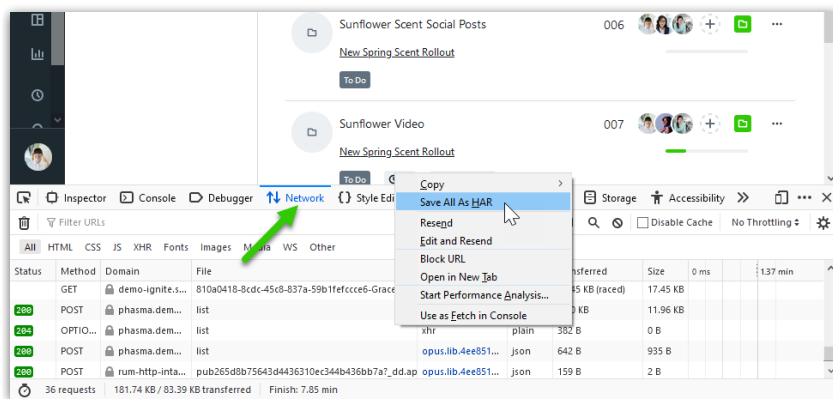 Sunflower Scent Social Posts 006
New Spring Scent Rollout
To Do
Sunflower Video 007
New Spring Scent Rollout
To Do
Copy
Save All As HAR
Resend
Edit and Resend
Block URL
Open in New Tab
Start Performance Analysis...
Use as Fetch in Console
Inspector Console Debugger Network {} Style Edi Storage Accessibility
Filter URLs Disable Cache No Throttling
All HTML CSS JS XHR Fonts Images Media WS Other
Status Method Domain File nsferred Size 0 ms 1.37 min
GET demo-ignite.s... 810a0418-8cdc-45c8-837a-59b1fefccce6-Grace 45 KB (raced) 17.45 KB
200 POST phasma.dem... list 0 KB 11.96 KB
204 OPTIO... phasma.dem... list xhr plain 382 B 0 B
200 POST phasma.dem... list opus.lib.4ee851... json 642 B 935 B
200 POST rum-http-inta... pub265d8b75643d4436310ec344b436bb7a?_dd.ap opus.lib.4ee851... json 159 B 2 B
36 requests 181.74 KB / 83.39 KB transferred Finish: 7.85 min